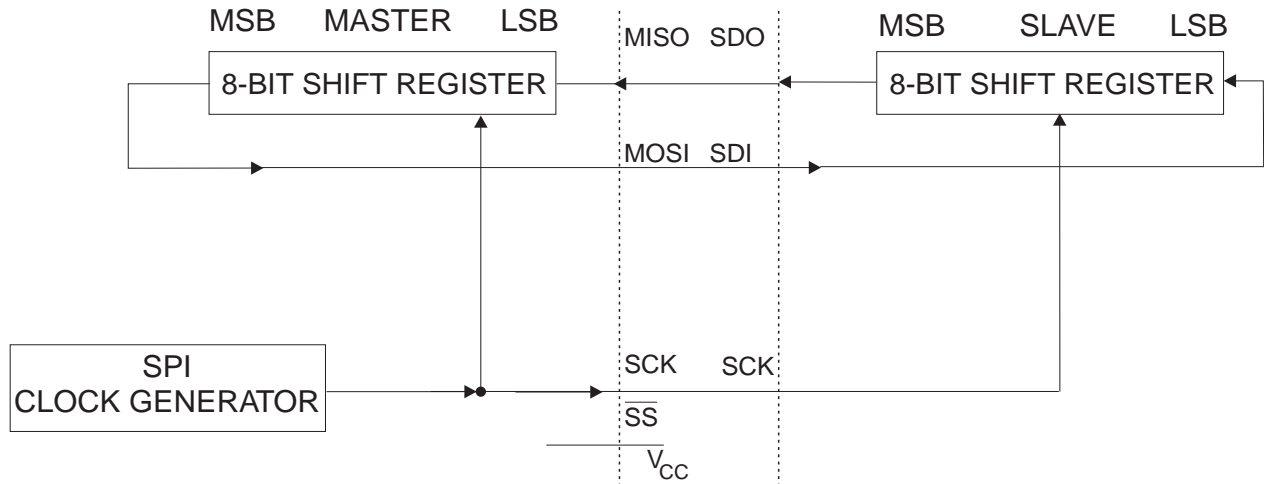 MSB MASTER LSB
MISO SDO
MSB SLAVE LSB
8-BIT SHIFT REGISTER
8-BIT SHIFT REGISTER
MOSI SDI
SPI
CLOCK GENERATOR
SCK SCK
SS
VCC